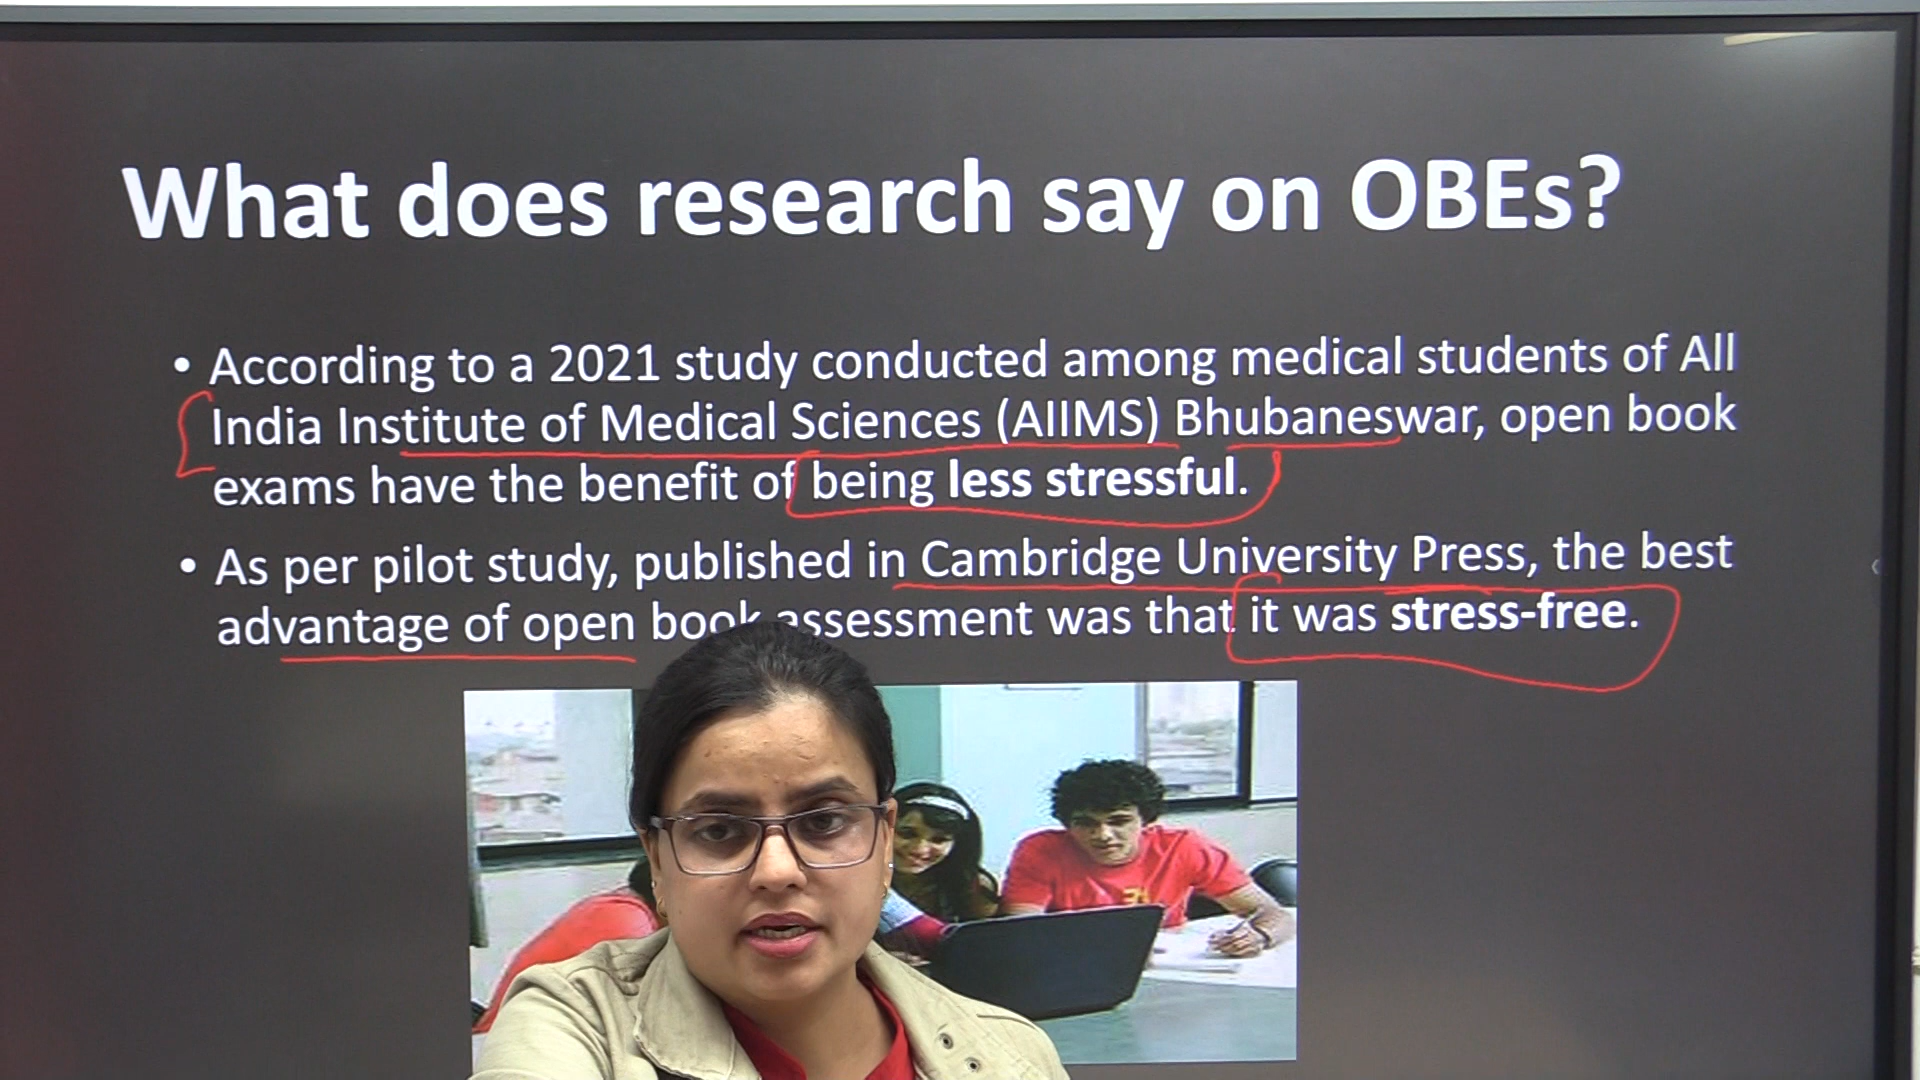 What does research say on OBEs?
• According to a 2021 study conducted among medical students of All
India Institute of Medical Sciences (AIIMS) Bhubaneswar, open book
exams have the benefit of being less stressful.
• As per pilot study, published in Cambridge University Press, the best
advantage of open book assessment was that it was stress-free.